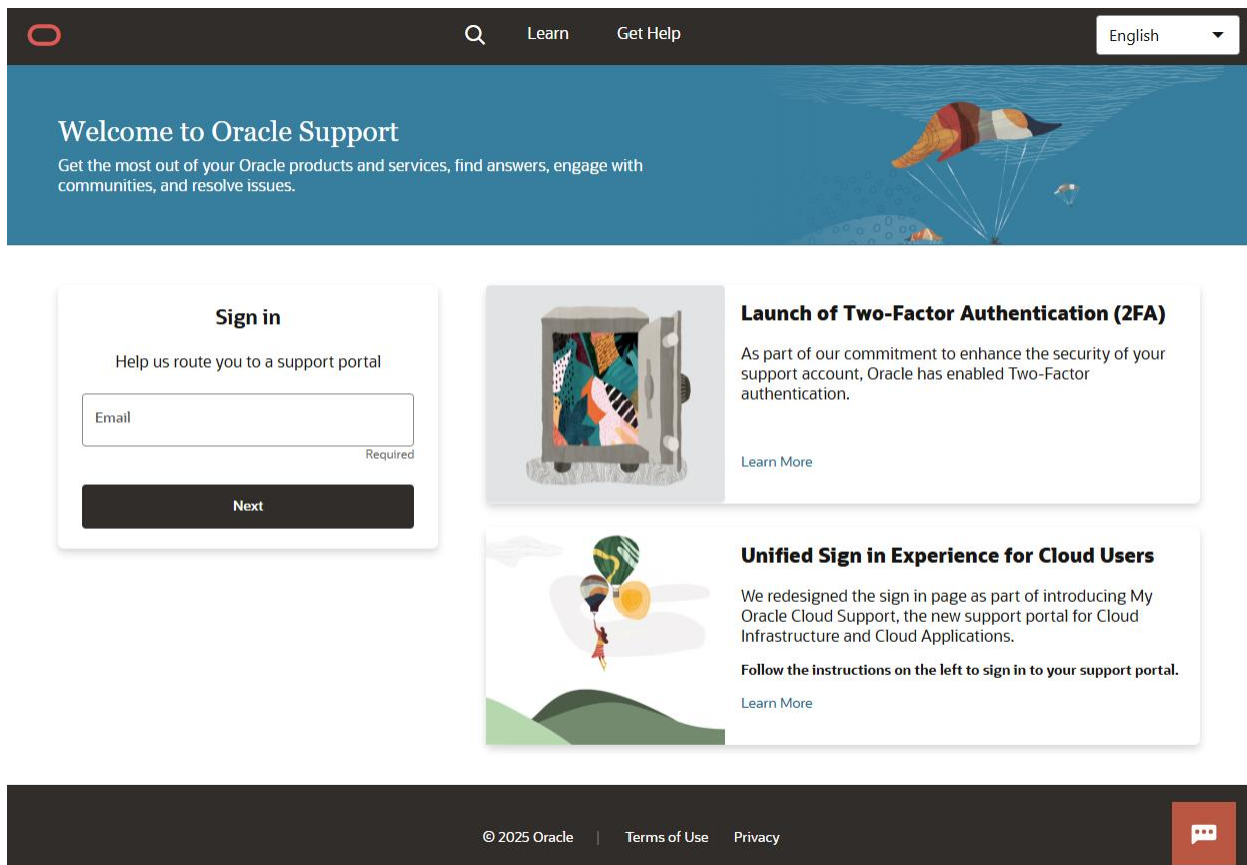 Learn
Get Help
English
Welcome to Oracle Support
Get the most out of your Oracle products and services, find answers, engage with
communities, and resolve issues.
Sign in
Help us route you to a support portal
Email
Required
Next
Launch of Two-Factor Authentication (2FA)
As part of our commitment to enhance the security of your
support account, Oracle has enabled Two-Factor
authentication.
Learn More
Unified Sign in Experience for Cloud Users
We redesigned the sign in page as part of introducing My
Oracle Cloud Support, the new support portal for Cloud
Infrastructure and Cloud Applications.
Follow the instructions on the left to sign in to your support portal.
Learn More
© 2025 Oracle | Terms of Use Privacy